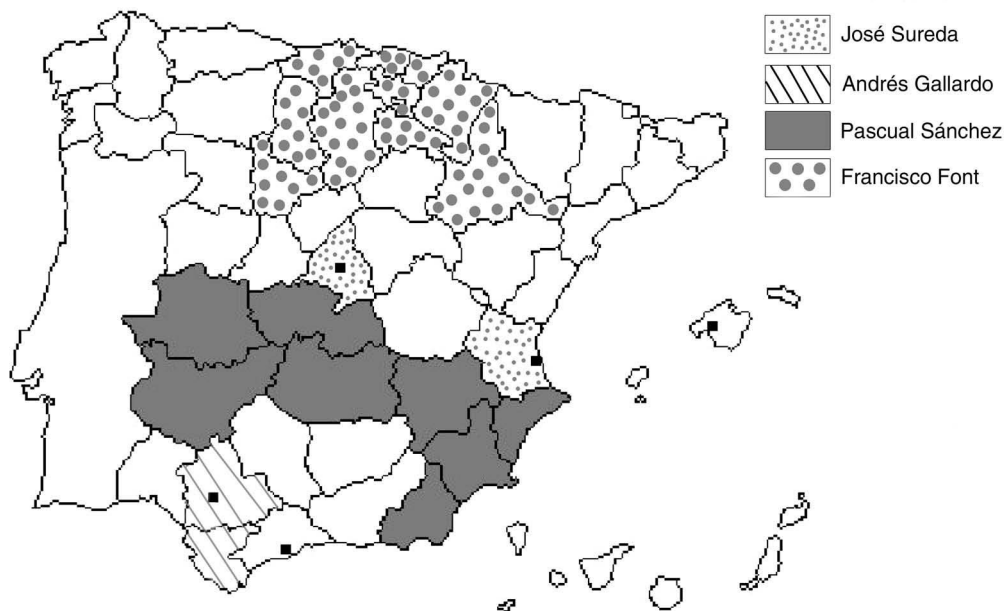 José Sureda
Andrés Gallardo
Pascual Sánchez
Francisco Font